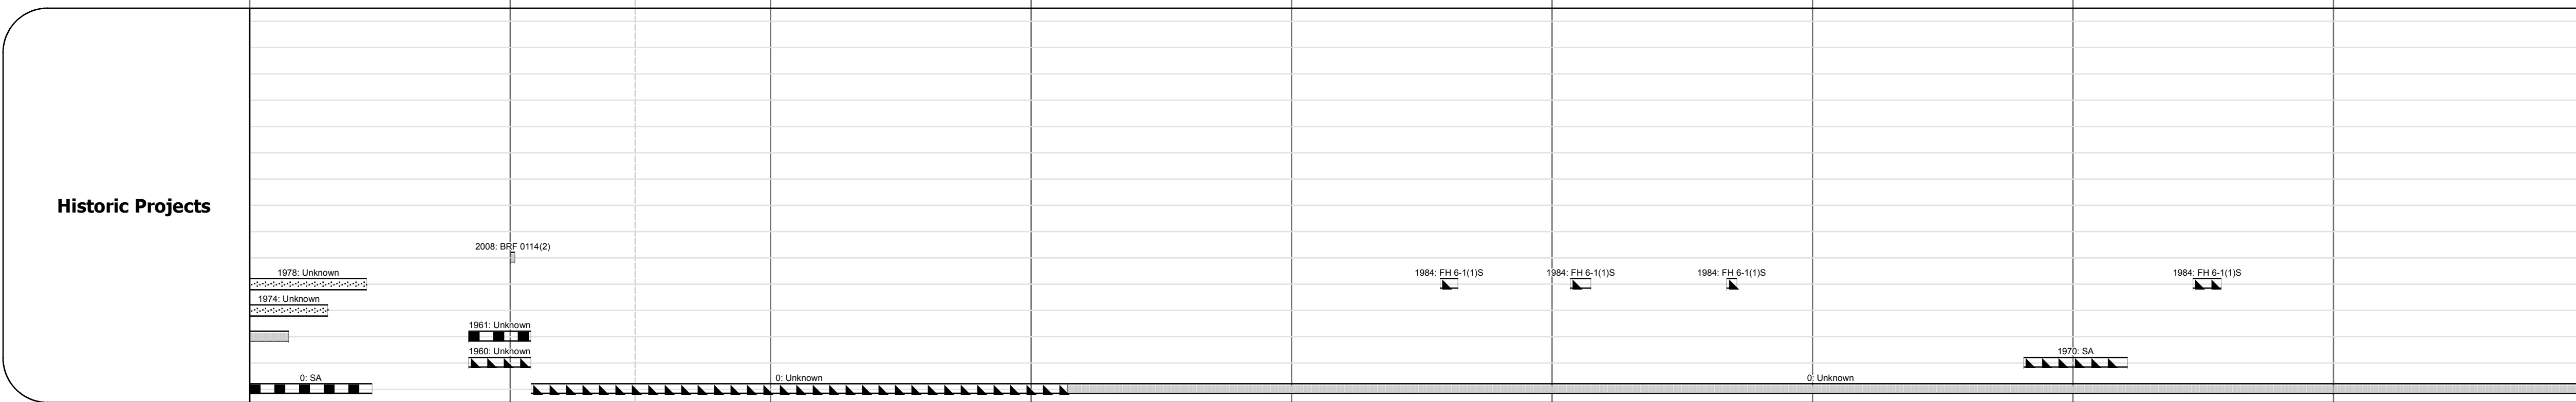 Historic Projects
2008: BRF 0114(2)
1978: Unknown
1984: FH 6-1(1)S
1984: FH 6-1(1)S
1984: FH 6-1(1)S
1984: FH 6-1(1)S
1974: Unknown
1961: Unknown
1960: Unknown
1970: SA
0: SA
0: Unknown
0: Unknown